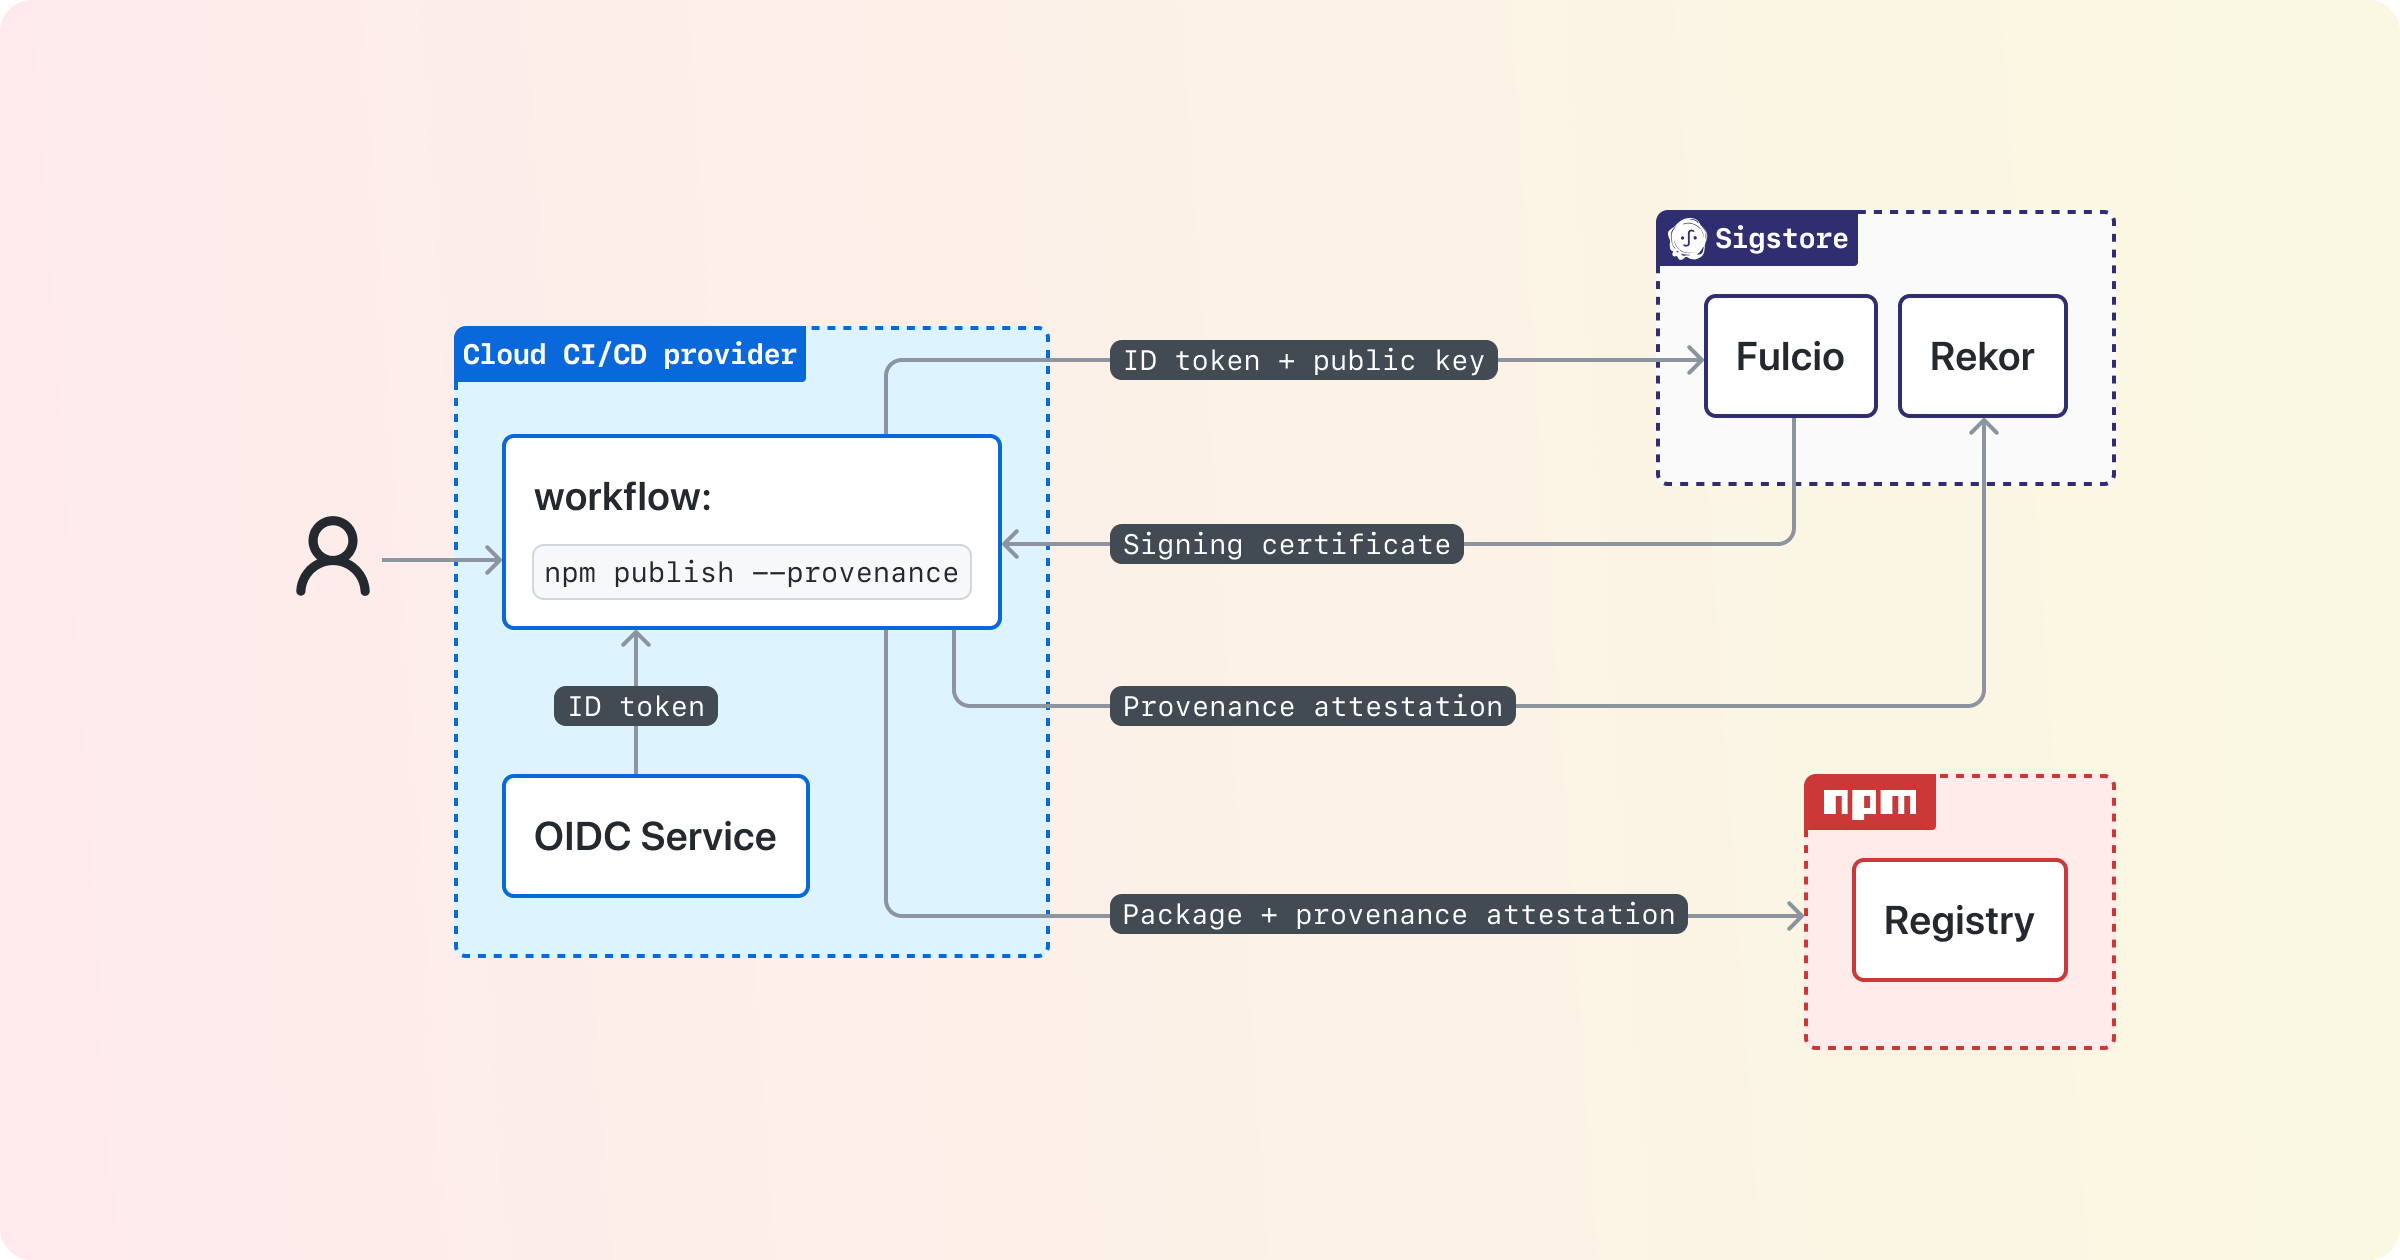 Sigstore
Fulcio
Rekor
Cloud CI/CD provider
ID token + public key
workflow:
npm publish --provenance
Signing certificate
ID token
Provenance attestation
OIDC Service
npm
Package + provenance attestation
Registry